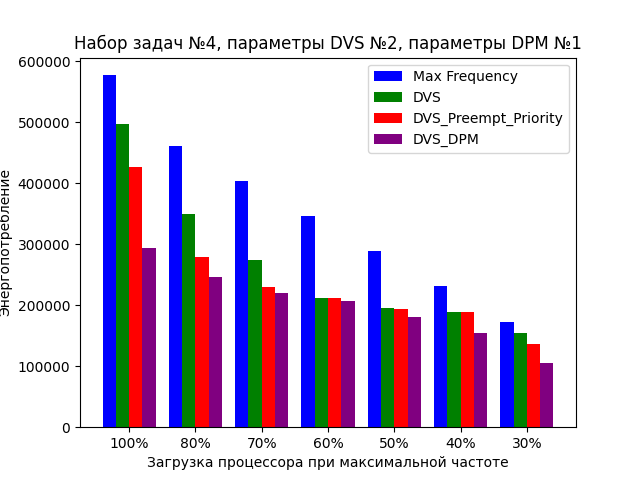 Набор задач №4, параметры DVS №2, параметры DPM №1
Max Frequency
DVS
DVS_Preempt_Priority
DVS_DPM
Энергопотребление
600000
500000
400000
300000
200000
100000
0
100% 80% 70% 60% 50% 40% 30%
Загрузка процессора при максимальной частоте